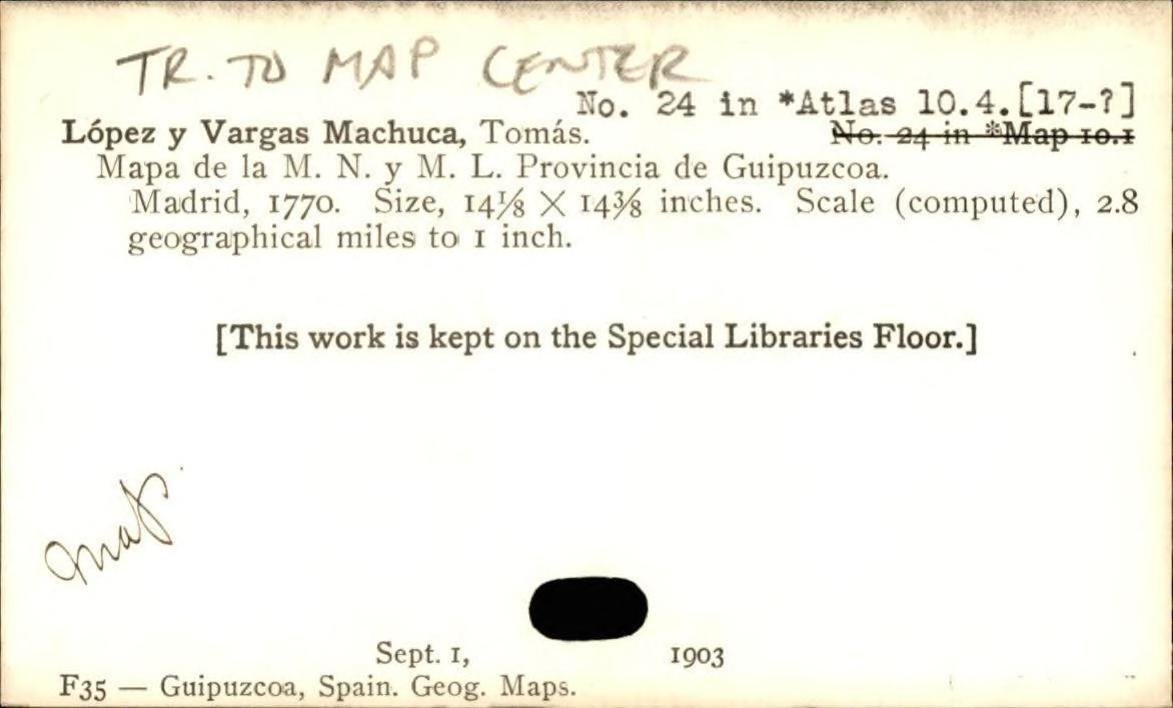 TR. TO MAP CENTER
No. 24 in *Atlas 10.4.[17-?]
López y Vargas Machuca, Tomás. No. 24 in *Map 10.1
Mapa de la M. N. y M. L. Provincia de Guipuzcoa.
Madrid, 1770. Size, 14⅛ X 14⅜ inches. Scale (computed), 2.8
geographical miles to 1 inch.
[This work is kept on the Special Libraries Floor.]
Map
Sept. 1, 1903
F35 — Guipuzcoa, Spain. Geog. Maps.